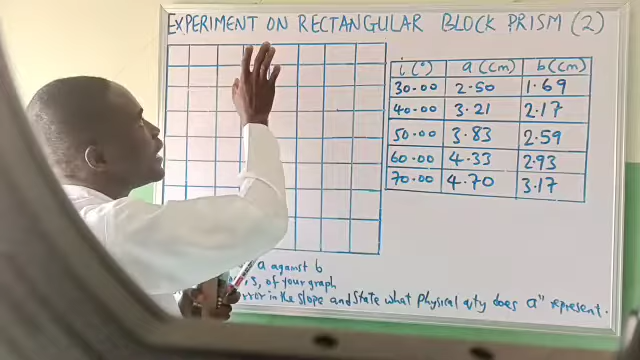 EXPERIMENT ON RECTANGULAR BLOCK PRISM (2)
i(°) a (cm) b (cm)
30.00 2.50 1.69
40.00 3.21 2.17
50.00 3.83 2.59
60.00 4.33 2.93
70.00 4.70 3.17
a against b
s, of your graph
in the slope and state what physical qty does a" represent.